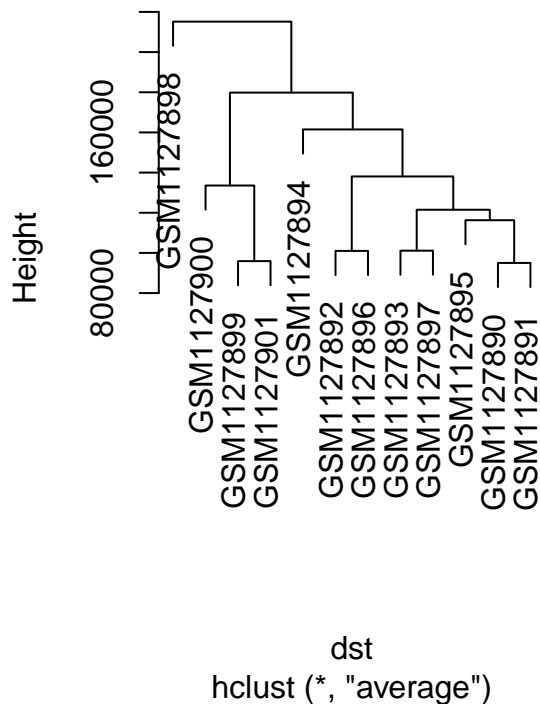 Height
160000
80000
GSM1127898
GSM1127900
GSM1127899
GSM1127901
GSM1127894
GSM1127892
GSM1127896
GSM1127893
GSM1127897
GSM1127895
GSM1127890
GSM1127891
dst
hclust (*, "average")